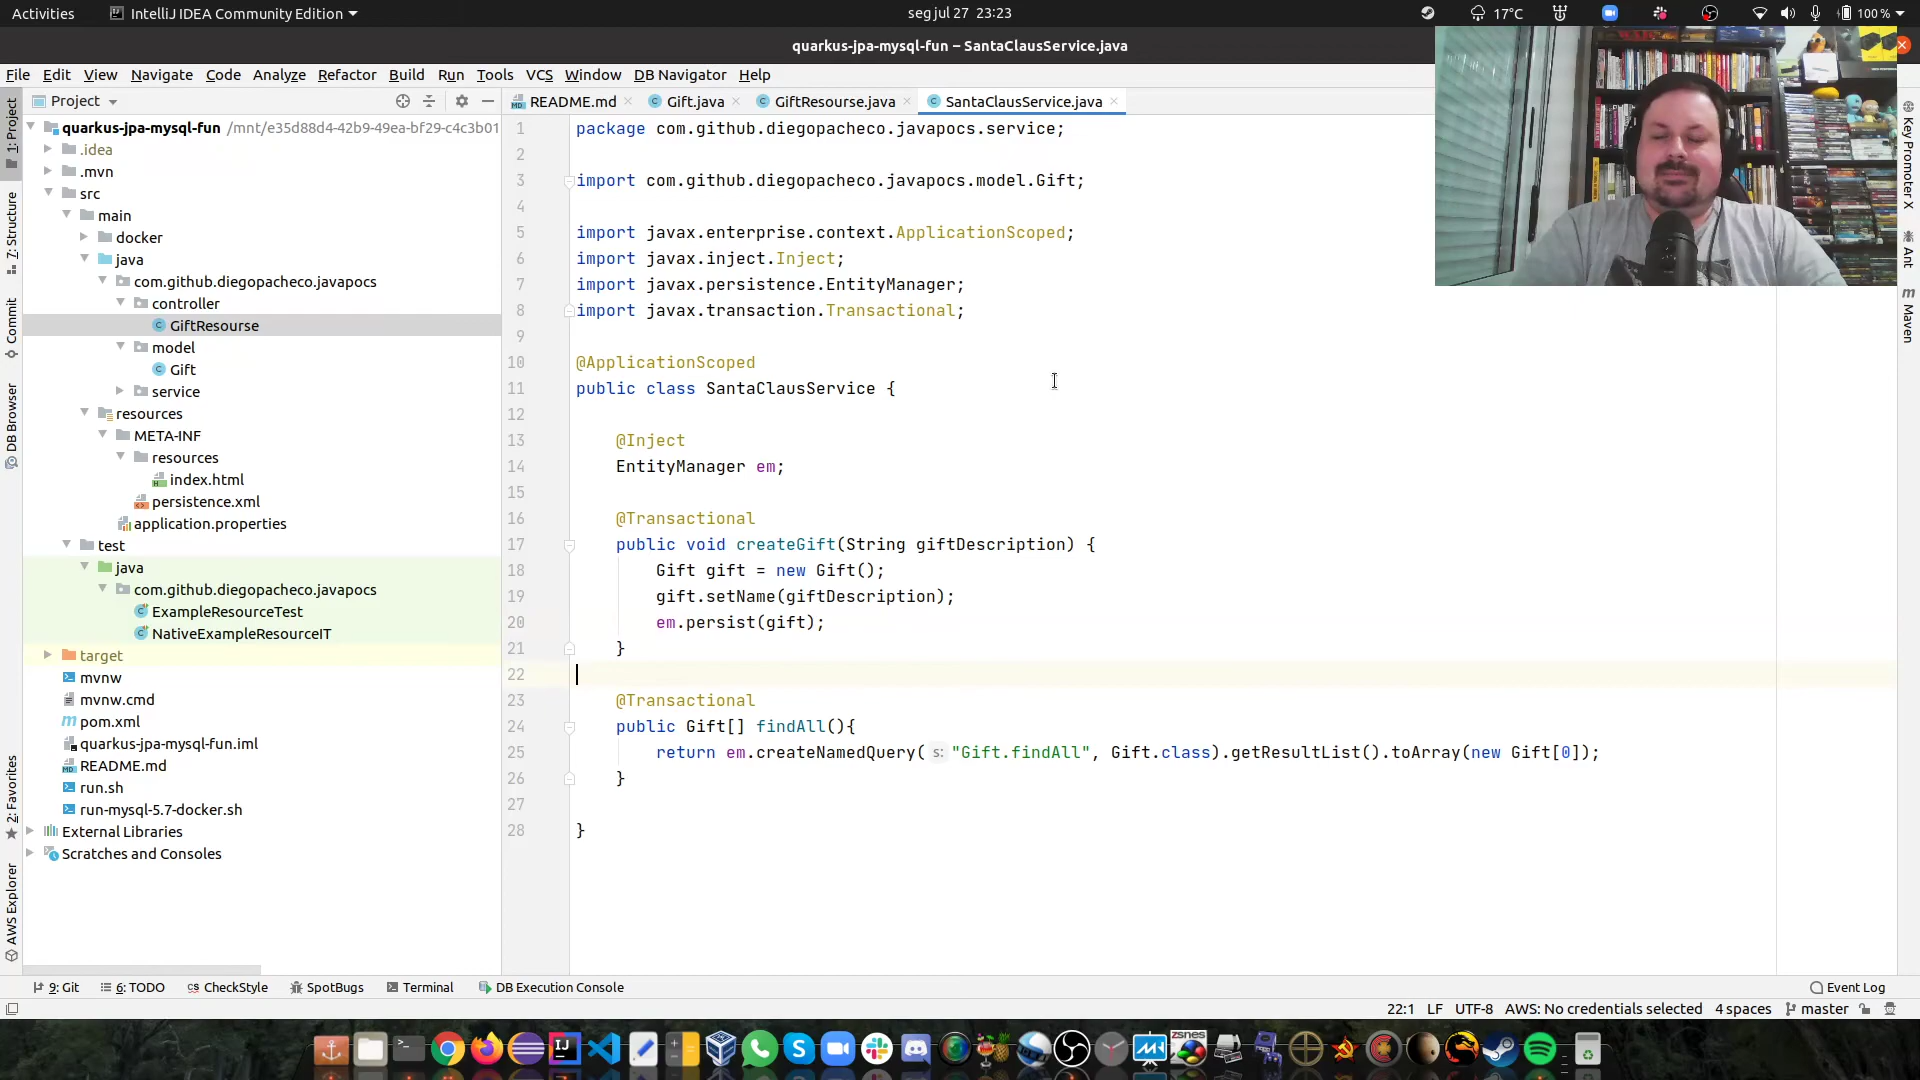 Activities IntelliJ IDEA Community Edition seg jul 27 23:23 17°C 100 %
quarkus-jpa-mysql-fun – SantaClausService.java
File Edit View Navigate Code Analyze Refactor Build Run Tools VCS Window DB Navigator Help
Project README.md Gift.java GiftResourse.java SantaClausService.java
1: Project
7: Structure
Commit
DB Browser
2: Favorites
AWS Explorer
quarkus-jpa-mysql-fun /mnt/e35d88d4-42b9-49ea-bf29-c4c3b01
.idea
.mvn
src
main
docker
java
com.github.diegopacheco.javapocs
controller
GiftResourse
model
Gift
service
resources
META-INF
resources
index.html
persistence.xml
application.properties
test
java
com.github.diegopacheco.javapocs
ExampleResourceTest
NativeExampleResourceIT
target
mvnw
mvnw.cmd
pom.xml
quarkus-jpa-mysql-fun.iml
README.md
run.sh
run-mysql-5.7-docker.sh
External Libraries
Scratches and Consoles
1 package com.github.diegopacheco.javapocs.service;
2
3 import com.github.diegopacheco.javapocs.model.Gift;
4
5 import javax.enterprise.context.ApplicationScoped;
6 import javax.inject.Inject;
7 import javax.persistence.EntityManager;
8 import javax.transaction.Transactional;
9
10 @ApplicationScoped
11 public class SantaClausService {
12
13 @Inject
14 EntityManager em;
15
16 @Transactional
17 public void createGift(String giftDescription) {
18 Gift gift = new Gift();
19 gift.setName(giftDescription);
20 em.persist(gift);
21 }
22
23 @Transactional
24 public Gift[] findAll(){
25 return em.createNamedQuery( s: "Gift.findAll", Gift.class).getResultList().toArray(new Gift[0]);
26 }
27
28 }
Key Promoter X
Ant
Maven
9: Git 6: TODO CheckStyle SpotBugs Terminal DB Execution Console Event Log
22:1 LF UTF-8 AWS: No credentials selected 4 spaces master